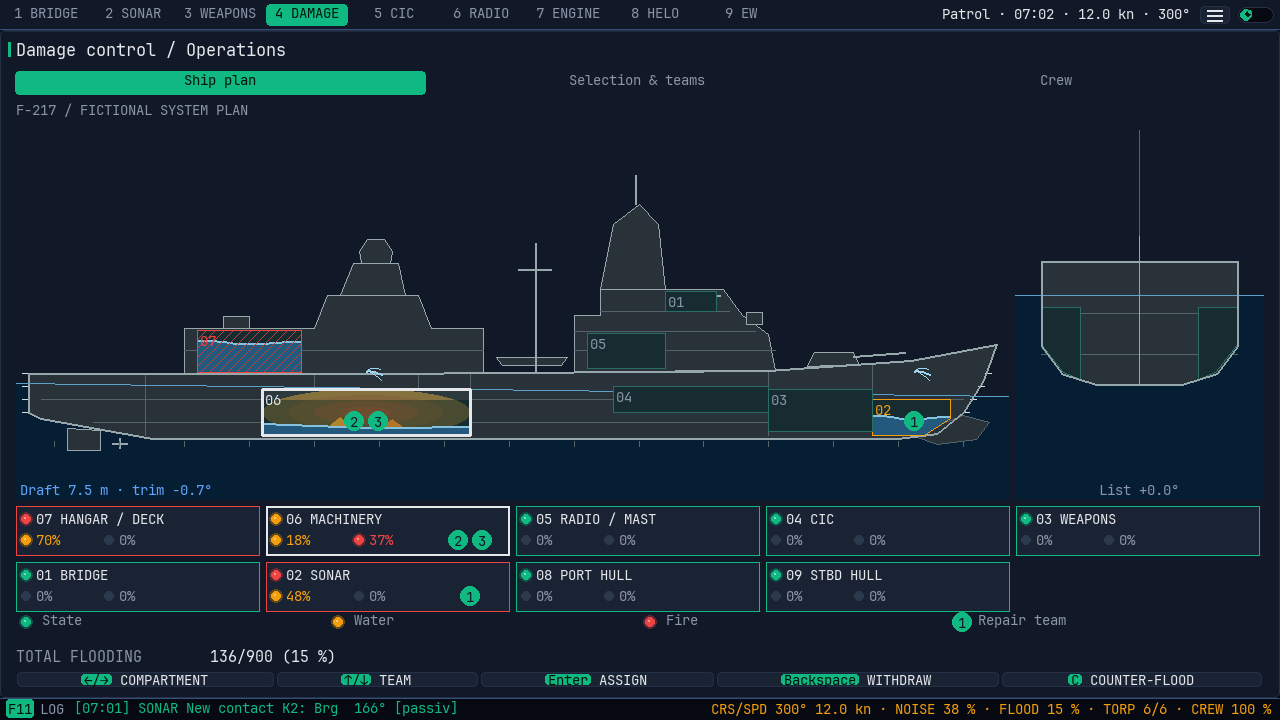 1 BRIDGE 2 SONAR 3 WEAPONS 4 DAMAGE 5 CIC 6 RADIO 7 ENGINE 8 HELO 9 EW Patrol · 07:02 · 12.0 kn · 300°
Damage control / Operations
Ship plan Selection & teams Crew
F-217 / FICTIONAL SYSTEM PLAN
01
07
05
06
04
03
02
2 3
1
Draft 7.5 m · trim -0.7°
List +0.0°
07 HANGAR / DECK 06 MACHINERY 05 RADIO / MAST 04 CIC 03 WEAPONS
70% 0% 18% 37% 2 3 0% 0% 0% 0% 0% 0%
01 BRIDGE 02 SONAR 08 PORT HULL 09 STBD HULL
0% 0% 48% 0% 1 0% 0% 0% 0%
State Water Fire 1 Repair team
TOTAL FLOODING 136/900 (15 %)
←/→ COMPARTMENT ↑/↓ TEAM Enter ASSIGN Backspace WITHDRAW C COUNTER-FLOOD
F11 LOG [07:01] SONAR New contact K2: Brg 166° [passiv] CRS/SPD 300° 12.0 kn · NOISE 38 % · FLOOD 15 % · TORP 6/6 · CREW 100 %